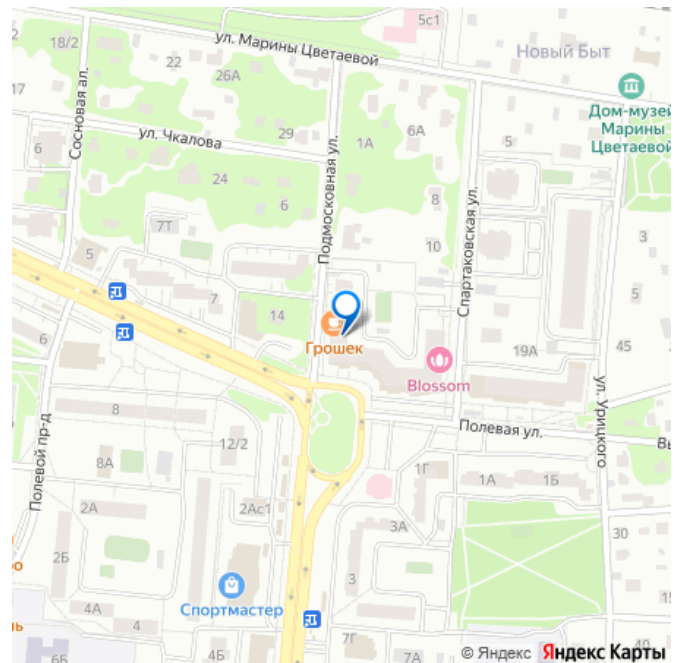 5с1
18/2
ул. Марины Цветаевой
Новый Быт
22
26А
17
Сосновая ал.
Дом-музей
Марины
Цветаевой
ул. Чкалова
29
1А
6А
5
6
24
6
8
Подмосковная ул.
Спартаковская ул.
7Т
10
3
5
7
14
5
Грошек
6
19А
45
Blossom
8
Полевая ул.
ул. Урицкого
12/2
8А
Полевой пр-д
1Г
1А
1Б
2А
2Ас1
3А
30
2Б
3
Спортмастер
4А
4Б
7Г
6Б
© Яндекс Яндекс Карты